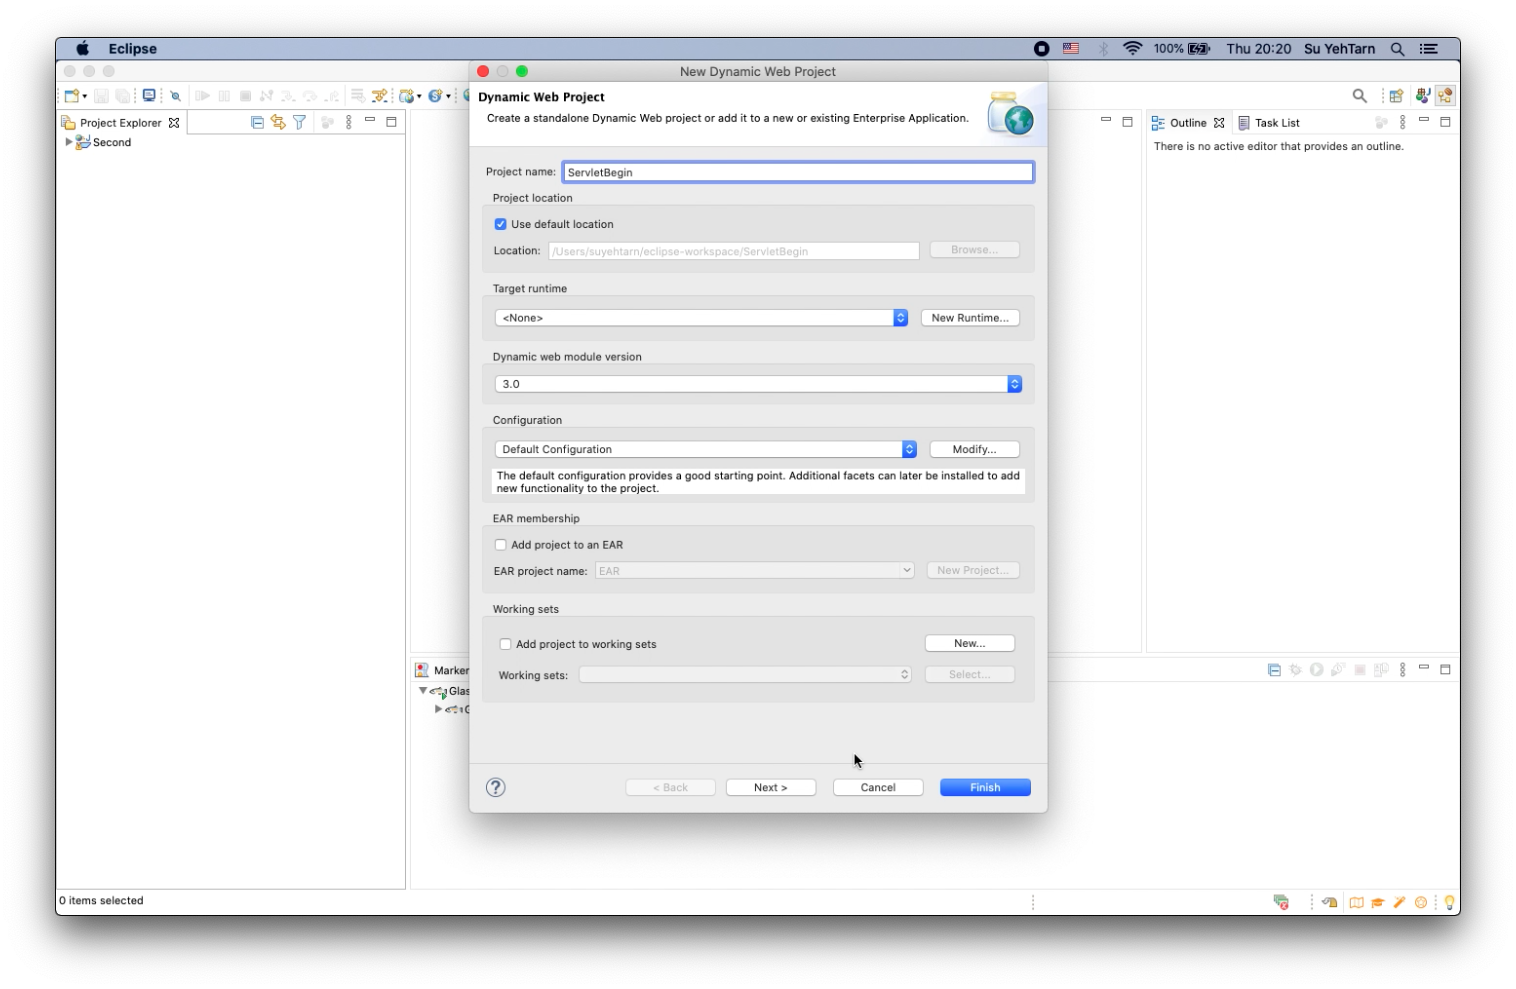 Eclipse
100%
Thu 20:20
Su YehTarn
New Dynamic Web Project
Dynamic Web Project
Create a standalone Dynamic Web project or add it to a new or existing Enterprise Application.
Project Explorer
Second
Outline
Task List
There is no active editor that provides an outline.
Project name:
ServletBegin
Project location
Use default location
Location:
/Users/suyehtarn/eclipse-workspace/ServletBegin
Browse...
Target runtime
<None>
New Runtime...
Dynamic web module version
3.0
Configuration
Default Configuration
Modify...
The default configuration provides a good starting point. Additional facets can later be installed to add
new functionality to the project.
EAR membership
Add project to an EAR
EAR project name:
EAR
New Project...
Working sets
Add project to working sets
New...
Working sets:
Select...
Marker
Glas
< Back
Next >
Cancel
Finish
0 items selected